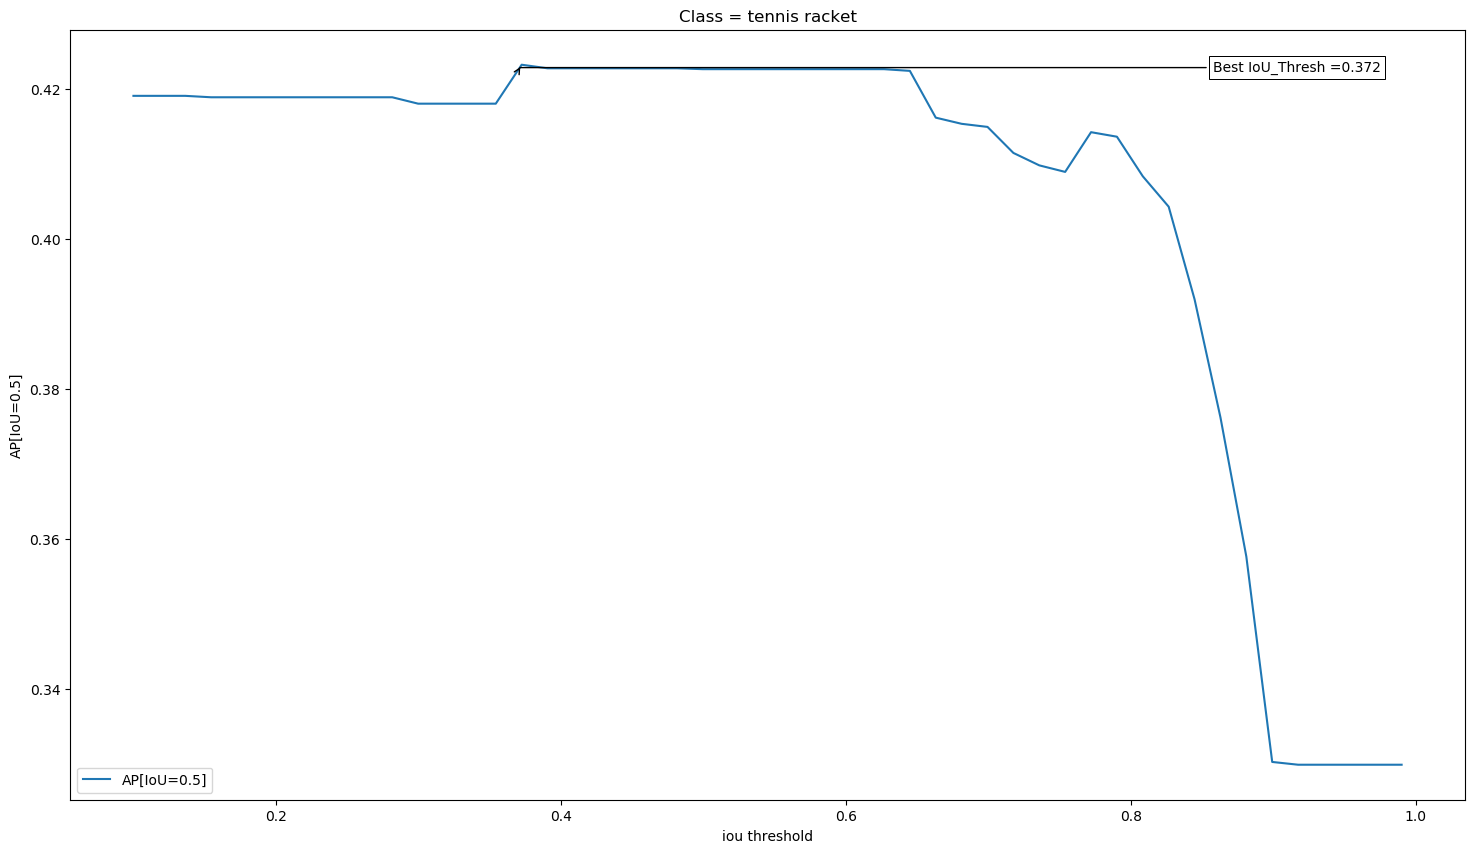 Class = tennis racket
Best IoU_Thresh =0.372
0.42
0.40
0.38
0.36
0.34
AP[IoU=0.5]
AP[IoU=0.5]
0.2
0.4
0.6
0.8
1.0
iou threshold